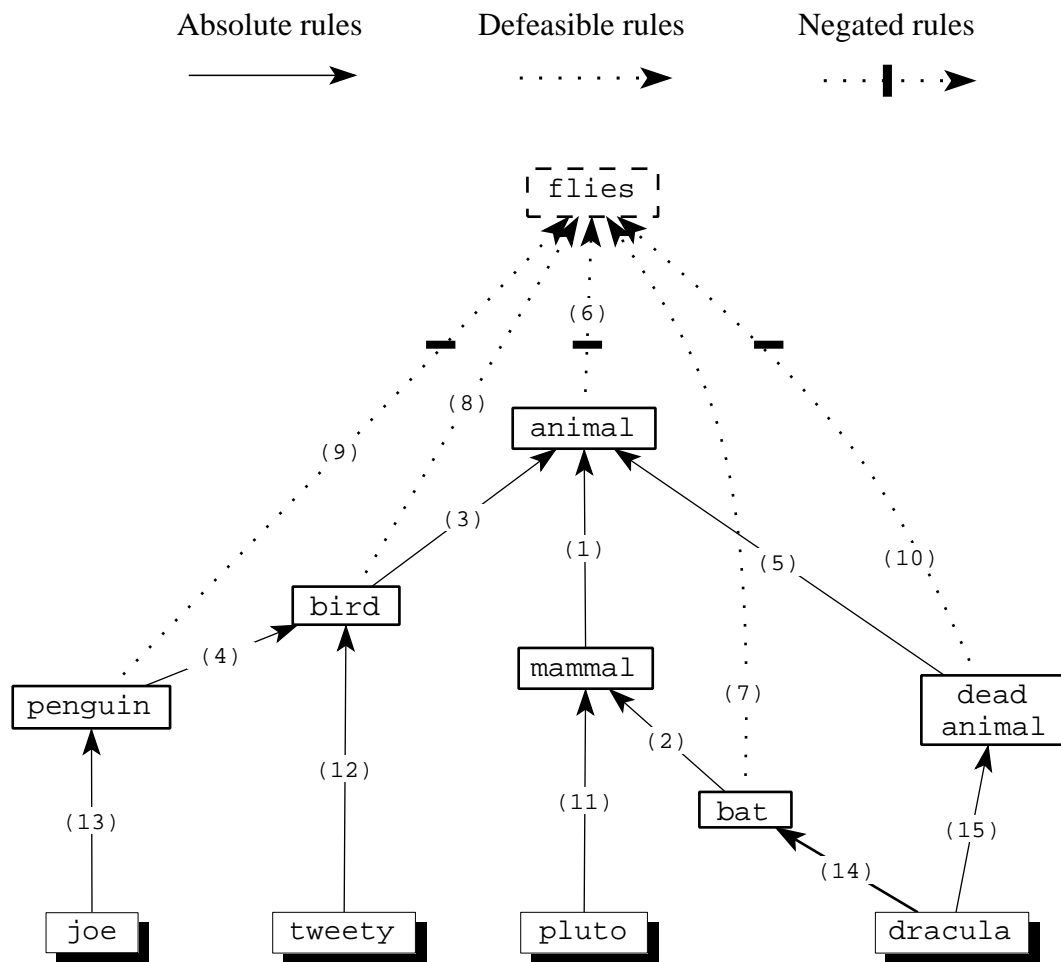 Absolute rules Defeasible rules Negated rules
flies
(6)
(8)
animal
(9)
(3)
(1)
(5)
(10)
bird
(4)
mammal
penguin
(7)
dead
animal
(2)
(12)
(11)
bat
(13)
(15)
(14)
joe tweety pluto dracula